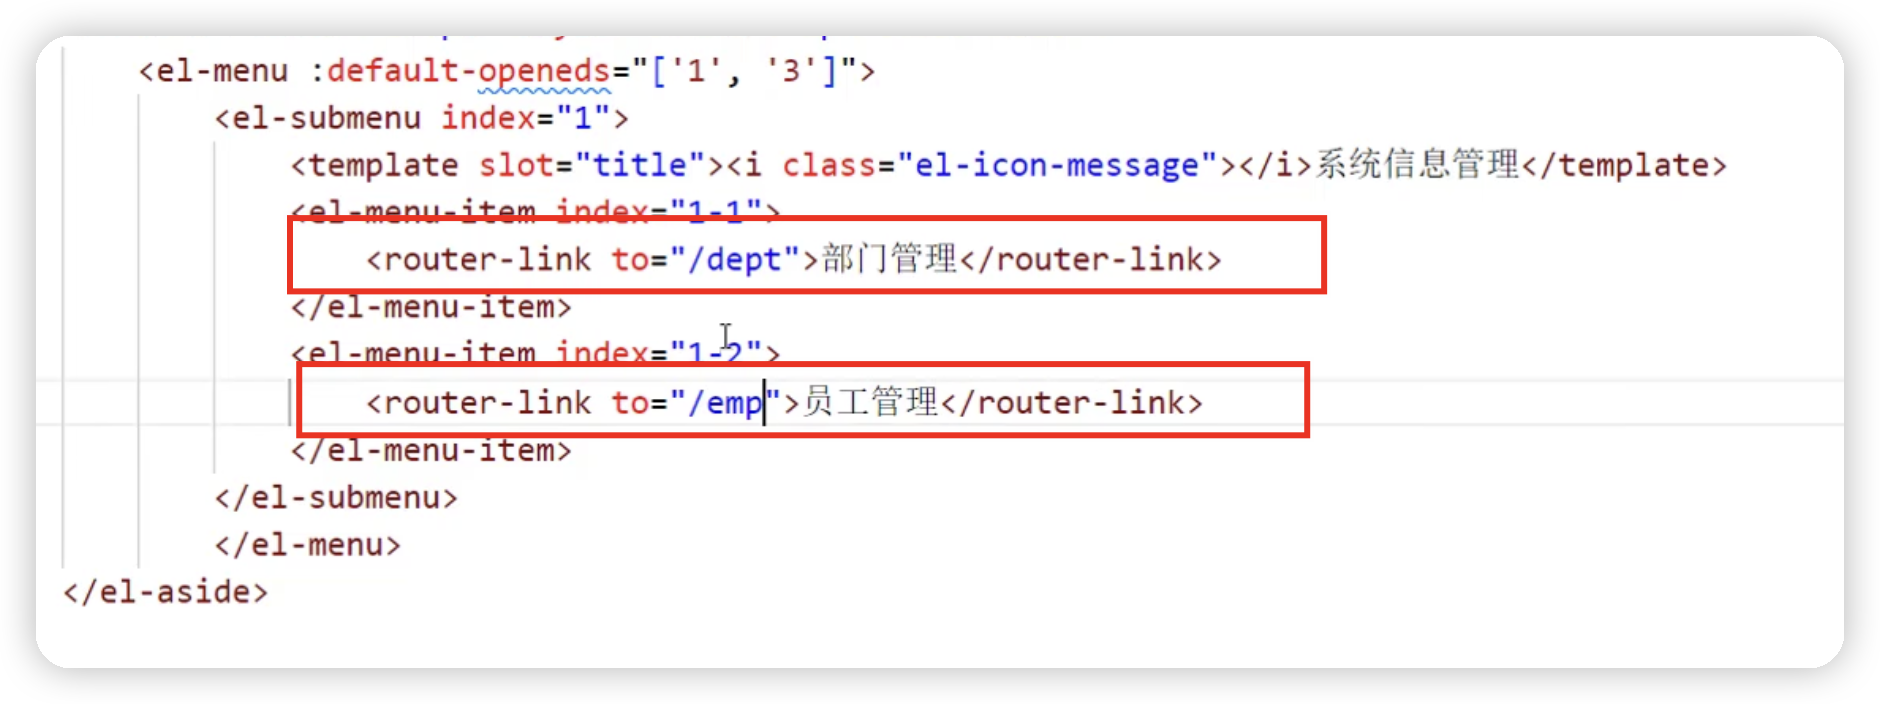 <el-menu :default-openeds="['1', '3']">
<el-submenu index="1">
<template slot="title"><i class="el-icon-message"></i>系统信息管理</template>
<el-menu-item index="1-1">
<router-link to="/dept">部门管理</router-link>
</el-menu-item>
<el-menu-item index="1-2">
<router-link to="/emp">员工管理</router-link>
</el-menu-item>
</el-submenu>
</el-menu>
</el-aside>